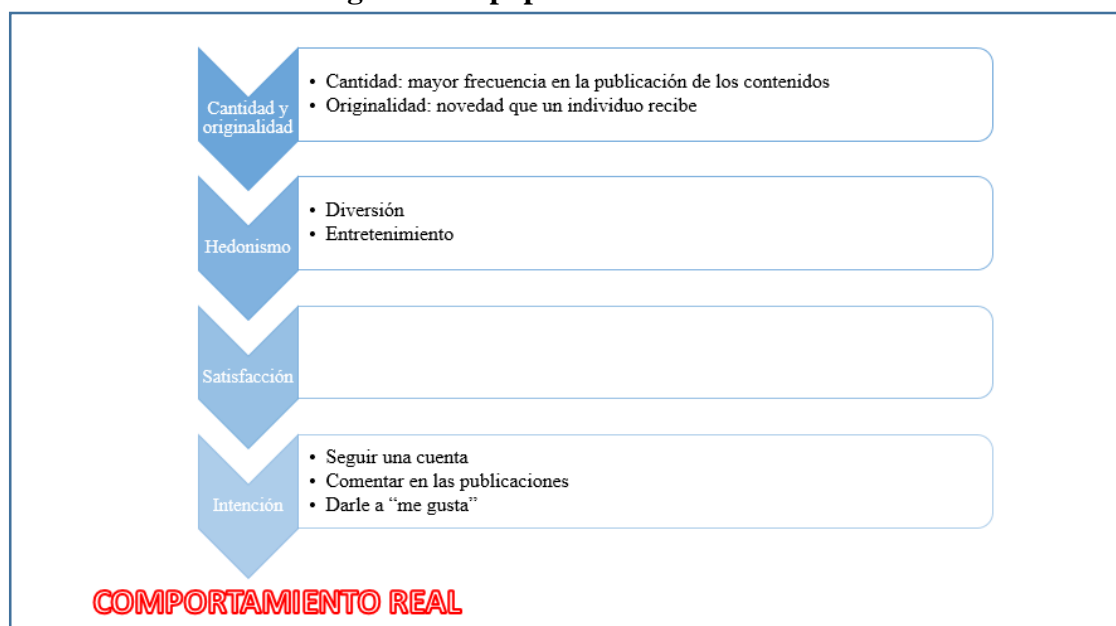 Cantidad y
originalidad
• Cantidad: mayor frecuencia en la publicación de los contenidos
• Originalidad: novedad que un individuo recibe
Hedonismo
• Diversión
• Entretenimiento
Satisfacción
Intención
• Seguir una cuenta
• Comentar en las publicaciones
• Darle a “me gusta”
COMPORTAMIENTO REAL